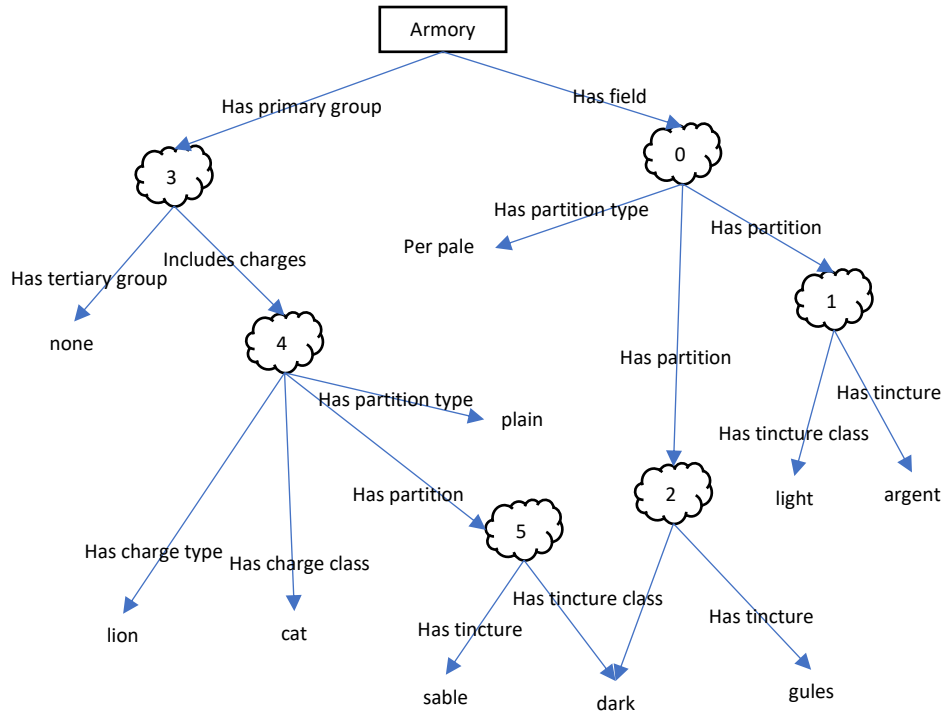 Armory
Has primary group
Has field
3
0
Has partition type
Has partition
Per pale
Has tertiary group
Includes charges
1
none
4
Has partition
Has partition type
plain
Has tincture
Has tincture class
Has partition
2
light
argent
5
Has charge type
Has charge class
Has tincture class
Has tincture
Has tincture
lion
cat
sable
dark
gules